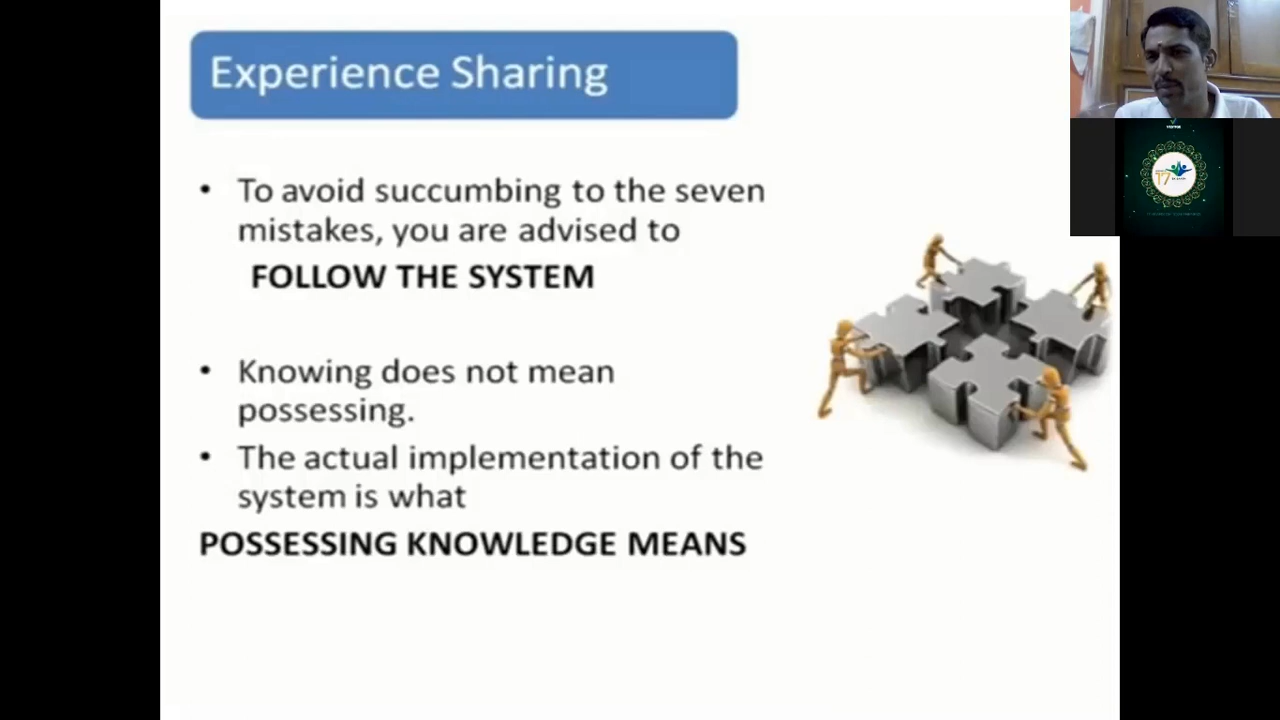 Experience Sharing
• To avoid succumbing to the seven
mistakes, you are advised to
FOLLOW THE SYSTEM
• Knowing does not mean
possessing.
• The actual implementation of the
system is what
POSSESSING KNOWLEDGE MEANS
17